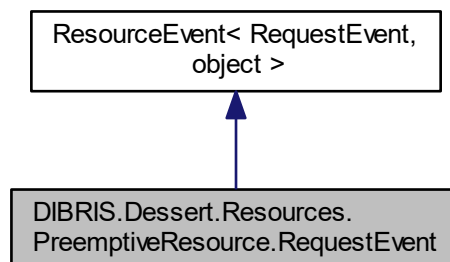 ResourceEvent< RequestEvent,
object >
DIBRIS.Dessert.Resources.
PreemptiveResource.RequestEvent